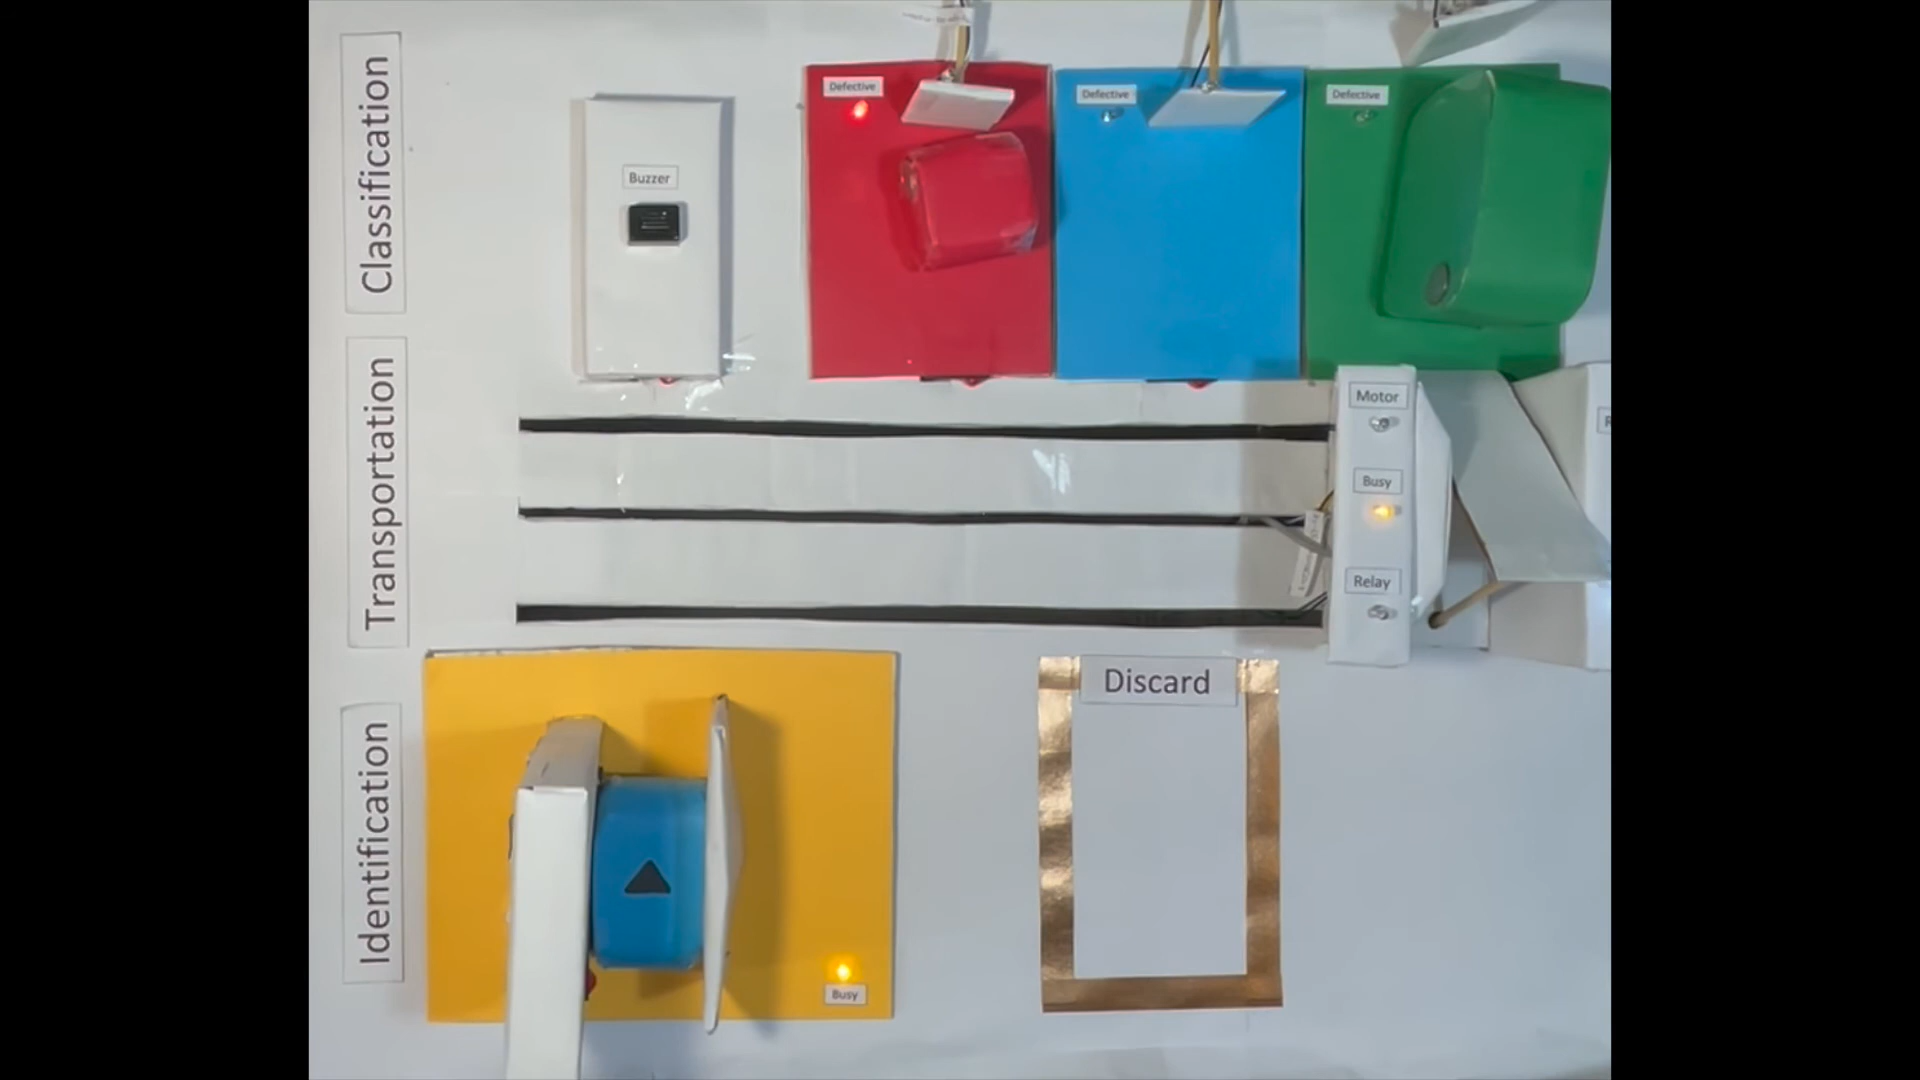 Classification
Buzzer
Defective
Defective
Defective
Transportation
Motor
Busy
Relay
Identification
Busy
Discard